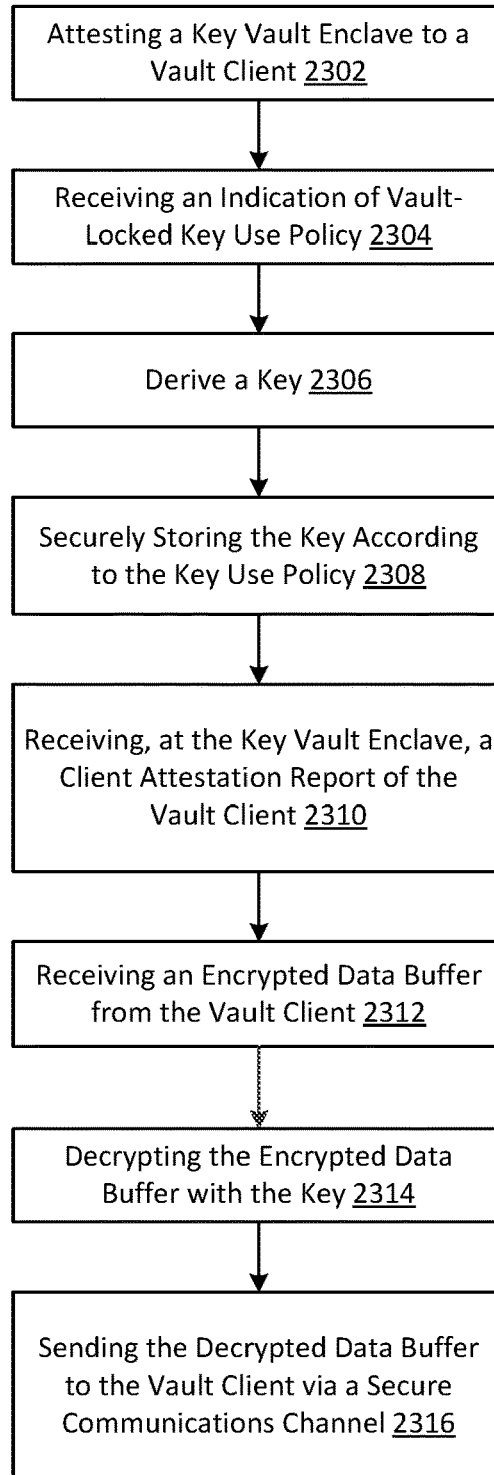 Attesting a Key Vault Enclave to a
Vault Client 2302
Receiving an Indication of Vault-
Locked Key Use Policy 2304
Derive a Key 2306
Securely Storing the Key According
to the Key Use Policy 2308
Receiving, at the Key Vault Enclave, a
Client Attestation Report of the
Vault Client 2310
Receiving an Encrypted Data Buffer
from the Vault Client 2312
Decrypting the Encrypted Data
Buffer with the Key 2314
Sending the Decrypted Data Buffer
to the Vault Client via a Secure
Communications Channel 2316